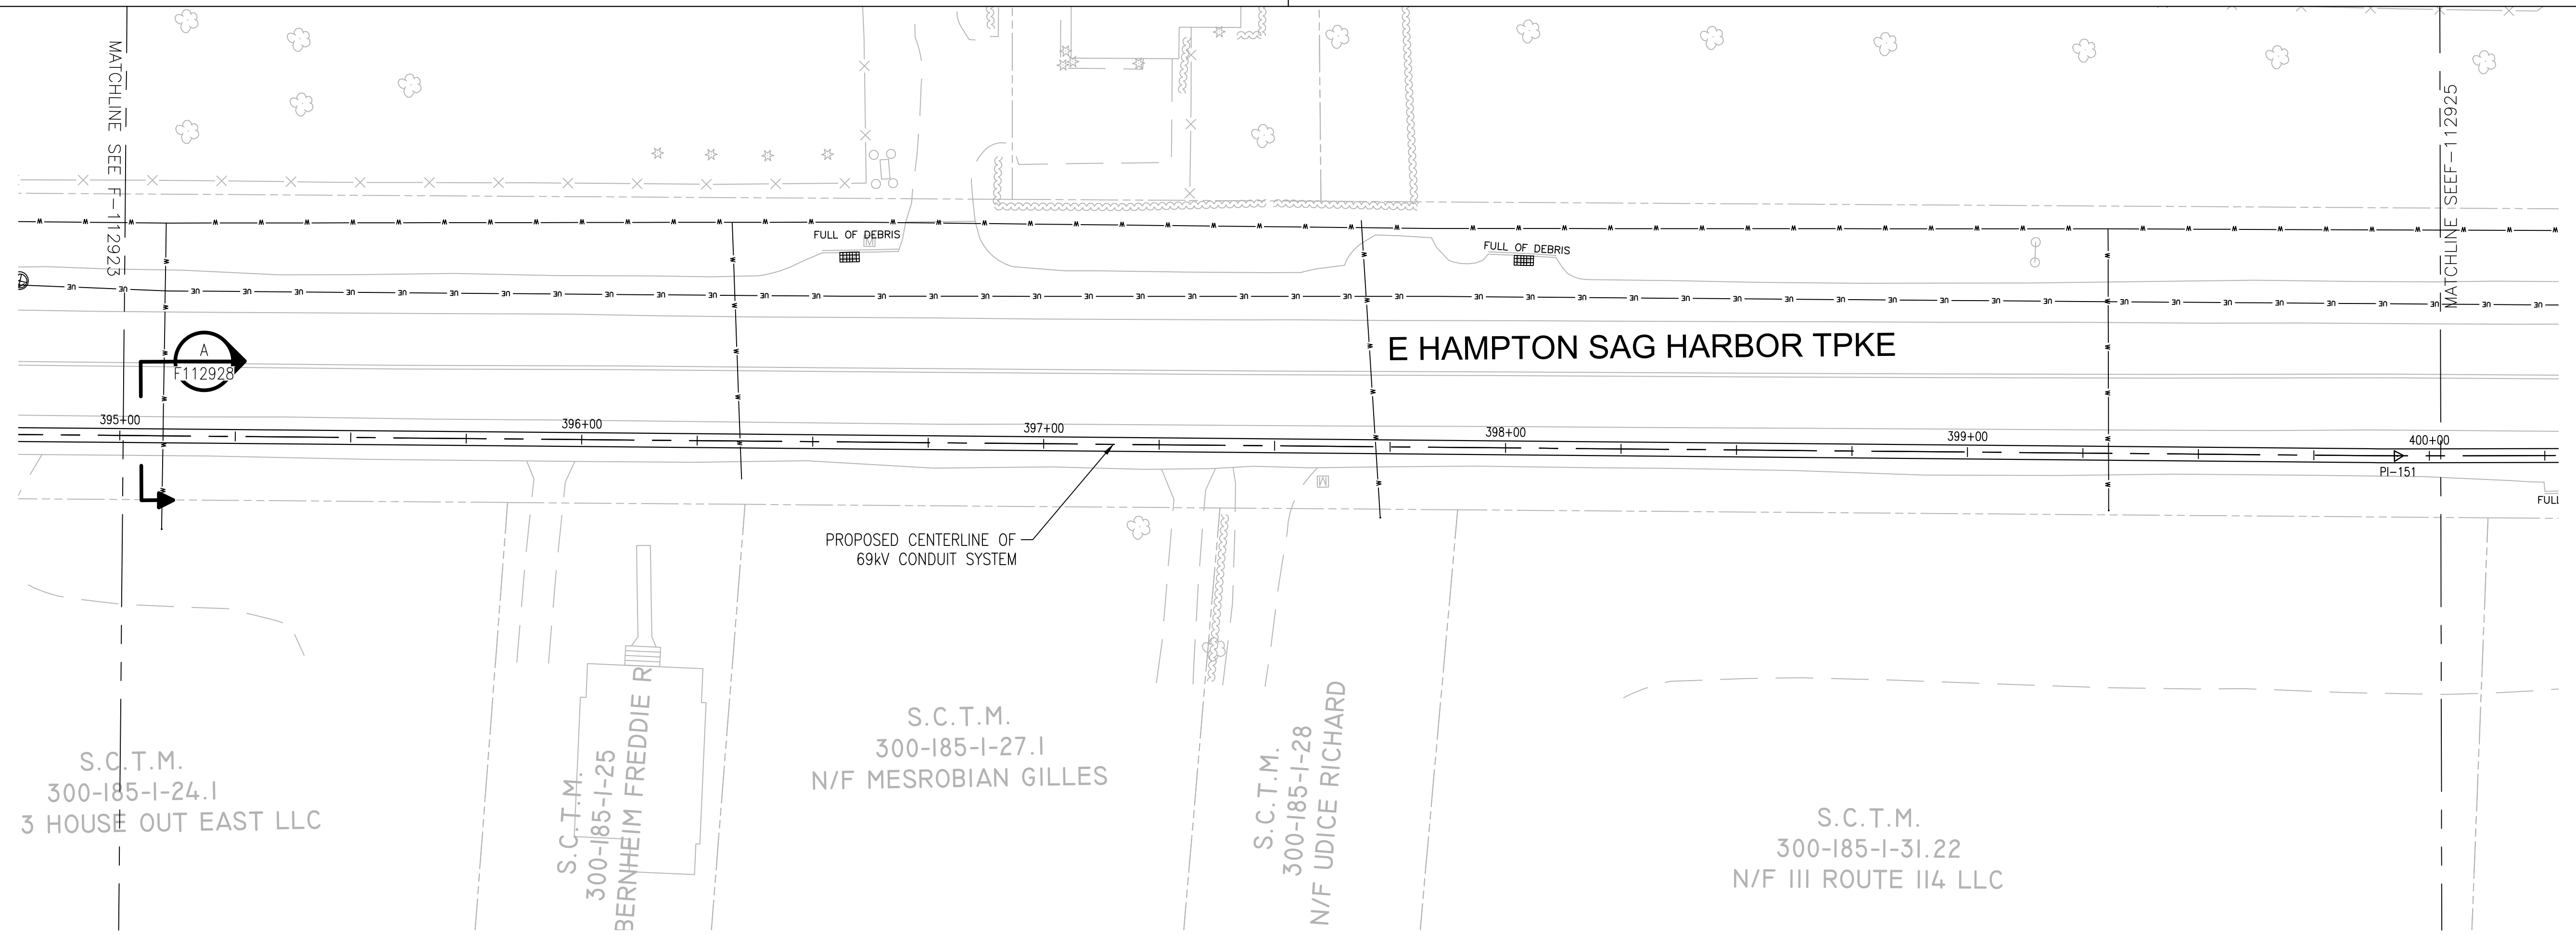 MATCHLINE SEE F-112923
MATCHLINE SEEF-112925
FULL OF DEBRIS
FULL OF DEBRIS
E HAMPTON SAG HARBOR TPKE
A
F112928
395+00
396+00
397+00
398+00
399+00
400+00
PI-151
FULL
PROPOSED CENTERLINE OF
69kV CONDUIT SYSTEM
S.C.T.M.
300-185-1-24.1
3 HOUSE OUT EAST LLC
S.C.T.M.
300-185-1-25
BERNHEIM FREDDIE R
S.C.T.M.
300-185-1-27.1
N/F MESROBIAN GILLES
S.C.T.M.
300-185-1-28
N/F UDICE RICHARD
S.C.T.M.
300-185-1-31.22
N/F 111 ROUTE 114 LLC